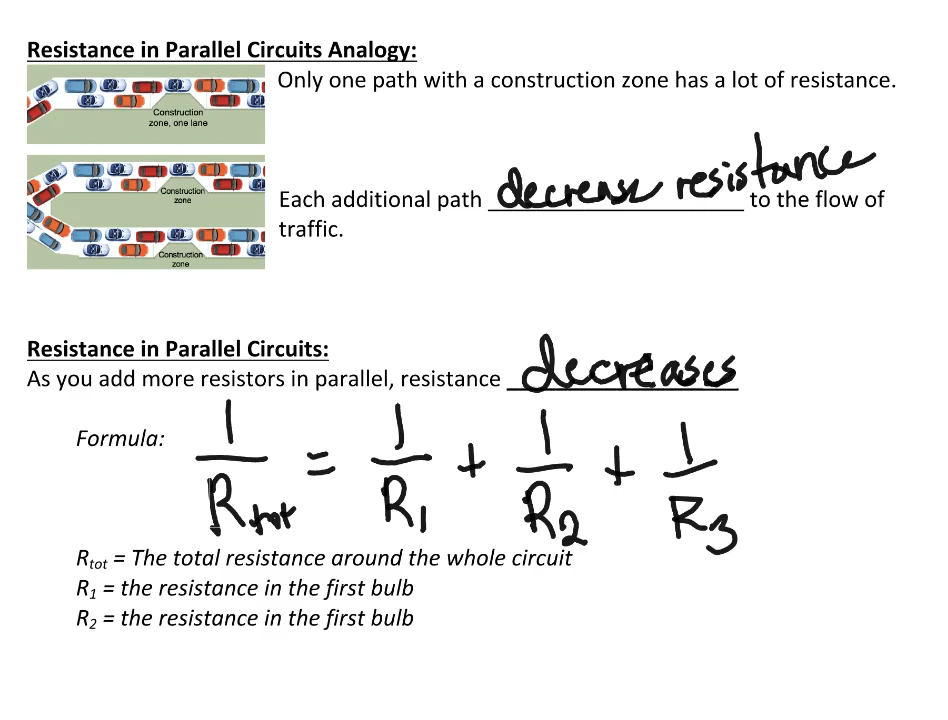 Resistance in Parallel Circuits Analogy:
Only one path with a construction zone has a lot of resistance.
Construction
zone, one lane
Construction
zone
Each additional path decrease resistance to the flow of
traffic.
Construction
zone
Resistance in Parallel Circuits:
As you add more resistors in parallel, resistance decreases
Formula: 1/Rtot = 1/R1 + 1/R2 + 1/R3
Rtot = The total resistance around the whole circuit
R1 = the resistance in the first bulb
R2 = the resistance in the first bulb